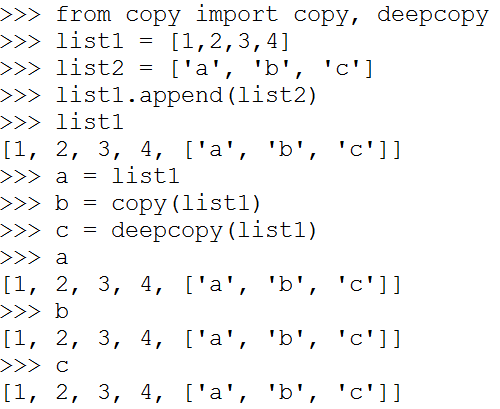 >>> from copy import copy, deepcopy
>>> list1 = [1,2,3,4]
>>> list2 = ['a', 'b', 'c']
>>> list1.append(list2)
>>> list1
[1, 2, 3, 4, ['a', 'b', 'c']]
>>> a = list1
>>> b = copy(list1)
>>> c = deepcopy(list1)
>>> a
[1, 2, 3, 4, ['a', 'b', 'c']]
>>> b
[1, 2, 3, 4, ['a', 'b', 'c']]
>>> c
[1, 2, 3, 4, ['a', 'b', 'c']]